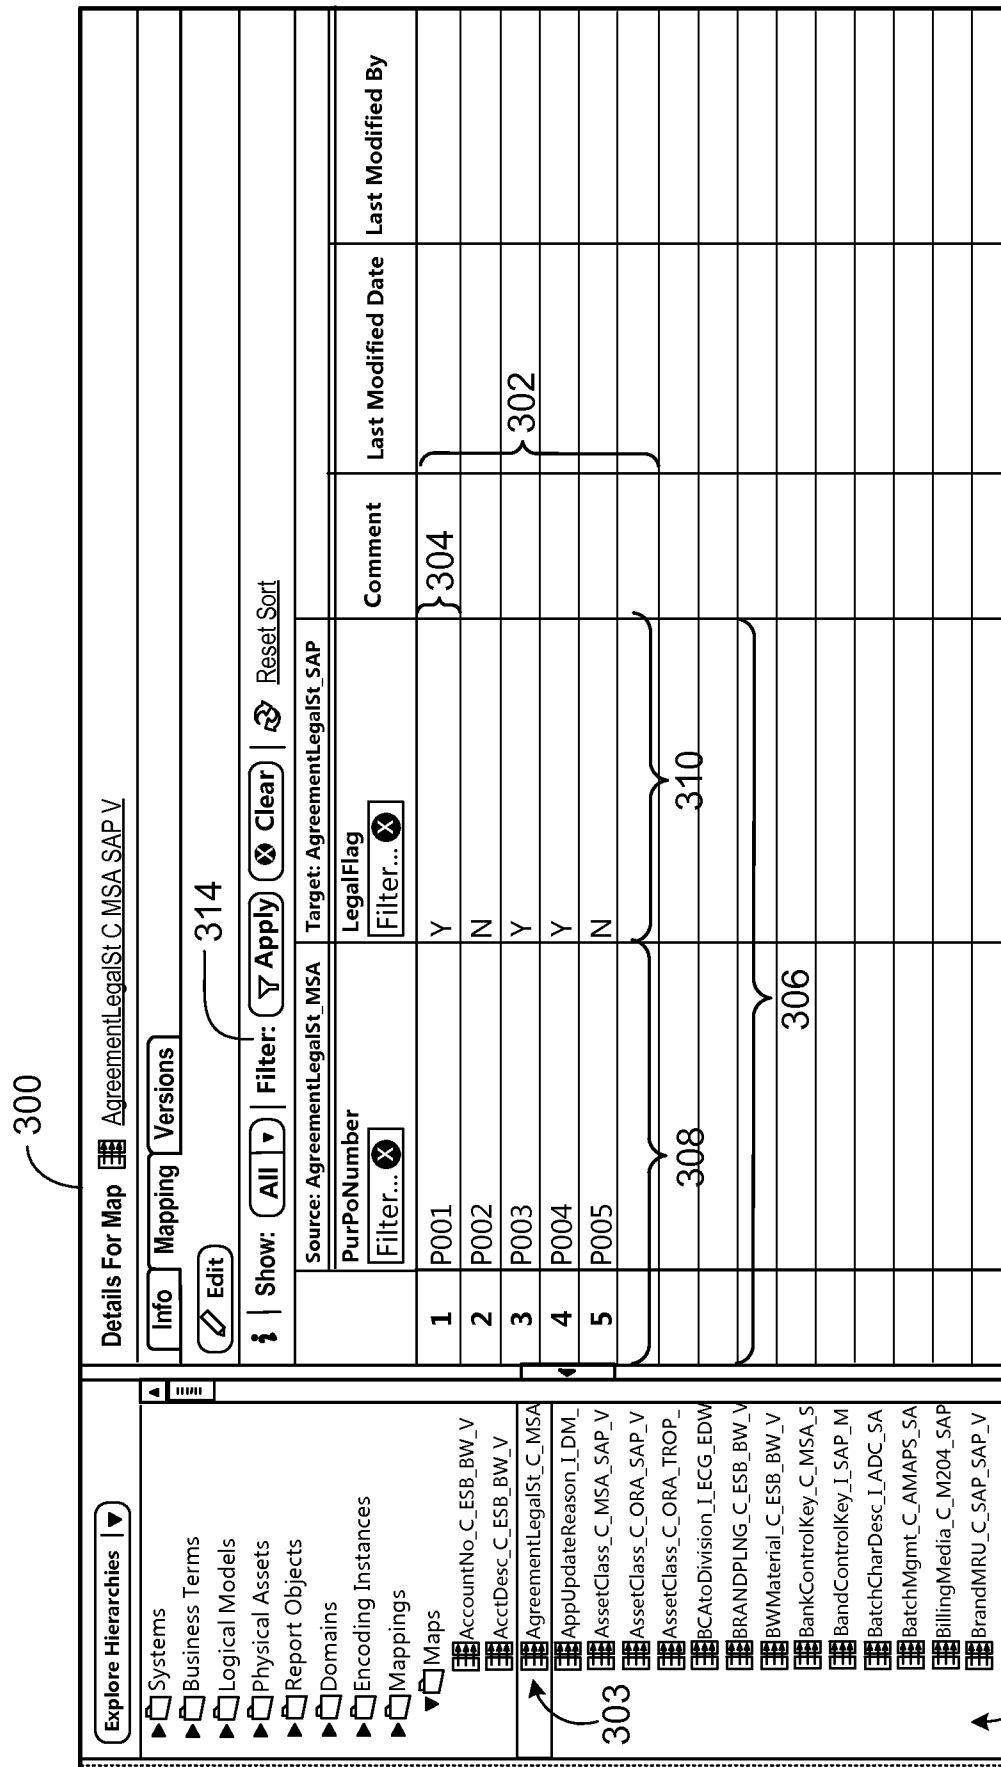 300
Explore Hierarchies
Systems
Business Terms
Logical Models
Physical Assets
Report Objects
Domains
Encoding Instances
Mappings
Maps
AccountNo_C_ESB_BW_V
AcctDesc_C_ESB_BW_V
AgreementLegalSt_C_MSA
AppUpdateReason_I_DM_
AssetClass_C_MSA_SAP_V
AssetClass_C_ORA_SAP_V
AssetClass_C_ORA_TROP_
BCAtoDivision_I_ECG_EDW
BRANDPLNG_C_ESB_BW_V
BWMaterial_C_ESB_BW_V
BankControlKey_C_MSA_S
BandControlKey_I_SAP_M
BatchCharDesc_I_ADC_SA
BatchMgmt_C_AMAPS_SA
BillingMedia_C_M204_SAP
BrandMRU_C_SAP_SAP_V
303
Details For Map AgreementLegalSt C MSA SAP V
Info Mapping Versions
Edit
314
i | Show: All | Filter: Apply Clear | Reset Sort
Source: AgreementLegalSt_MSA Target: AgreementLegalSt_SAP
PurPoNumber LegalFlag Comment Last Modified Date Last Modified By
Filter... Filter...
1 P001 Y
2 P002 N
3 P003 Y
4 P004 Y
5 P005 N
304
302
308
310
306